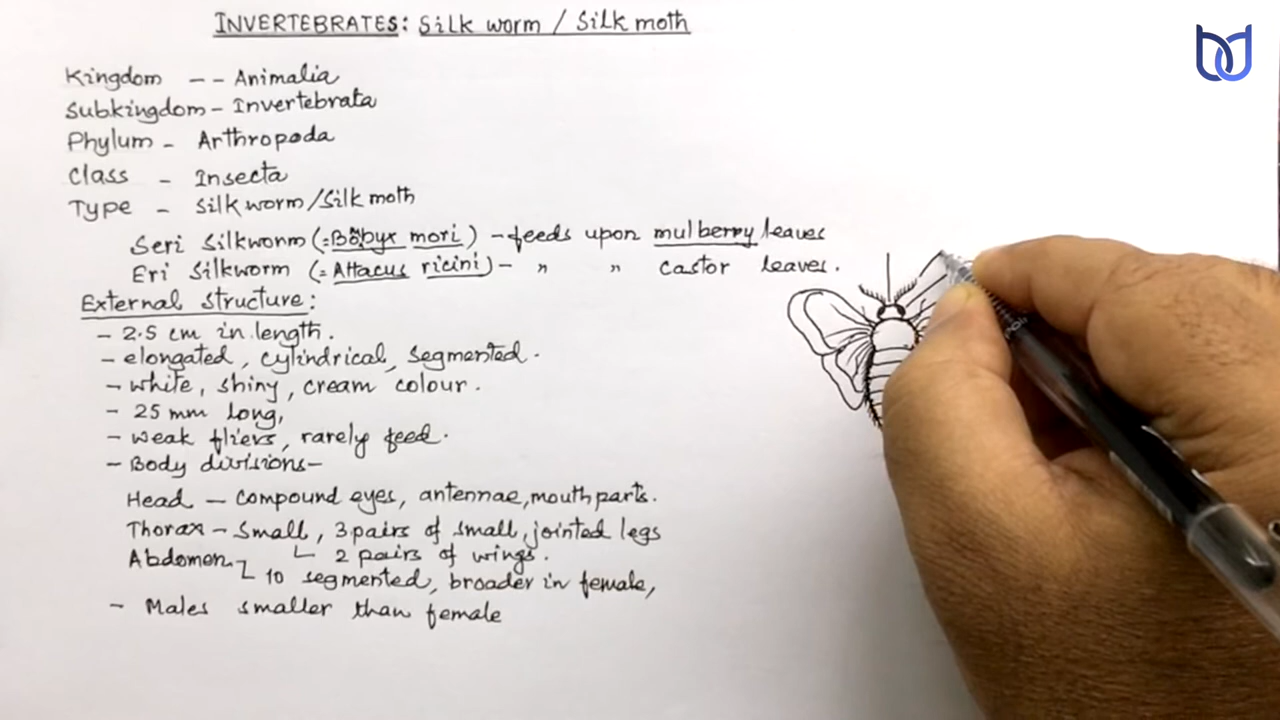 INVERTEBRATES: Silk worm / Silk moth
Kingdom -- Animalia
Subkingdom - Invertebrata
Phylum - Arthropoda
Class - Insecta
Type - Silk worm/Silk moth
Seri Silkworm (=Bobyx mori) - feeds upon mulberry leaves
Eri Silkworm (=Attacus ricini) - " " castor leaves.
External structure:
- 2.5 cm in length.
- elongated, cylindrical, segmented.
- white, shiny, cream colour.
- 25 mm long,
- weak fliers, rarely feed.
- Body divisions-
Head - compound eyes, antennae, mouth parts.
Thorax - small, 3 pairs of small, jointed legs
2 pairs of wings.
Abdomen
10 segmented, broader in female,
- Males smaller than female